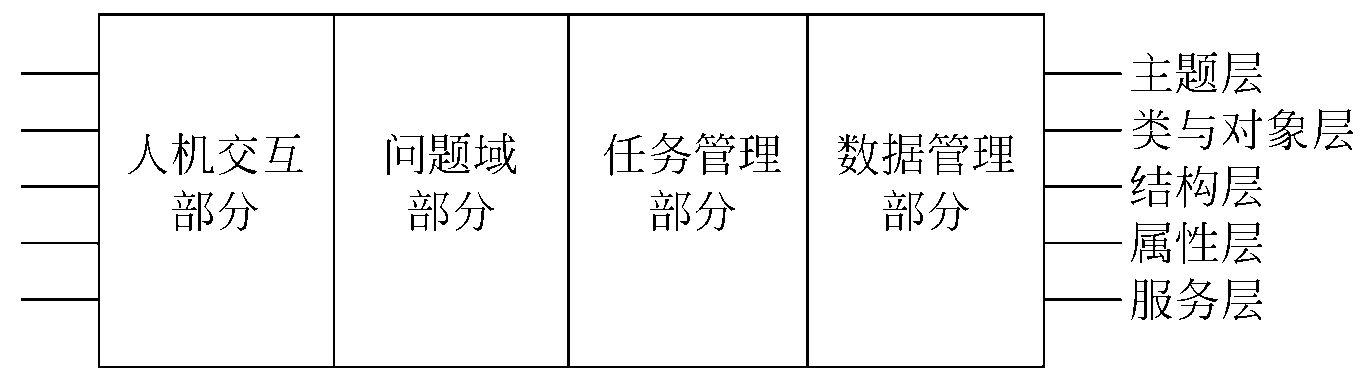 人机交互
部分
问题域
部分
任务管理
部分
数据管理
部分
主题层
类与对象层
结构层
属性层
服务层